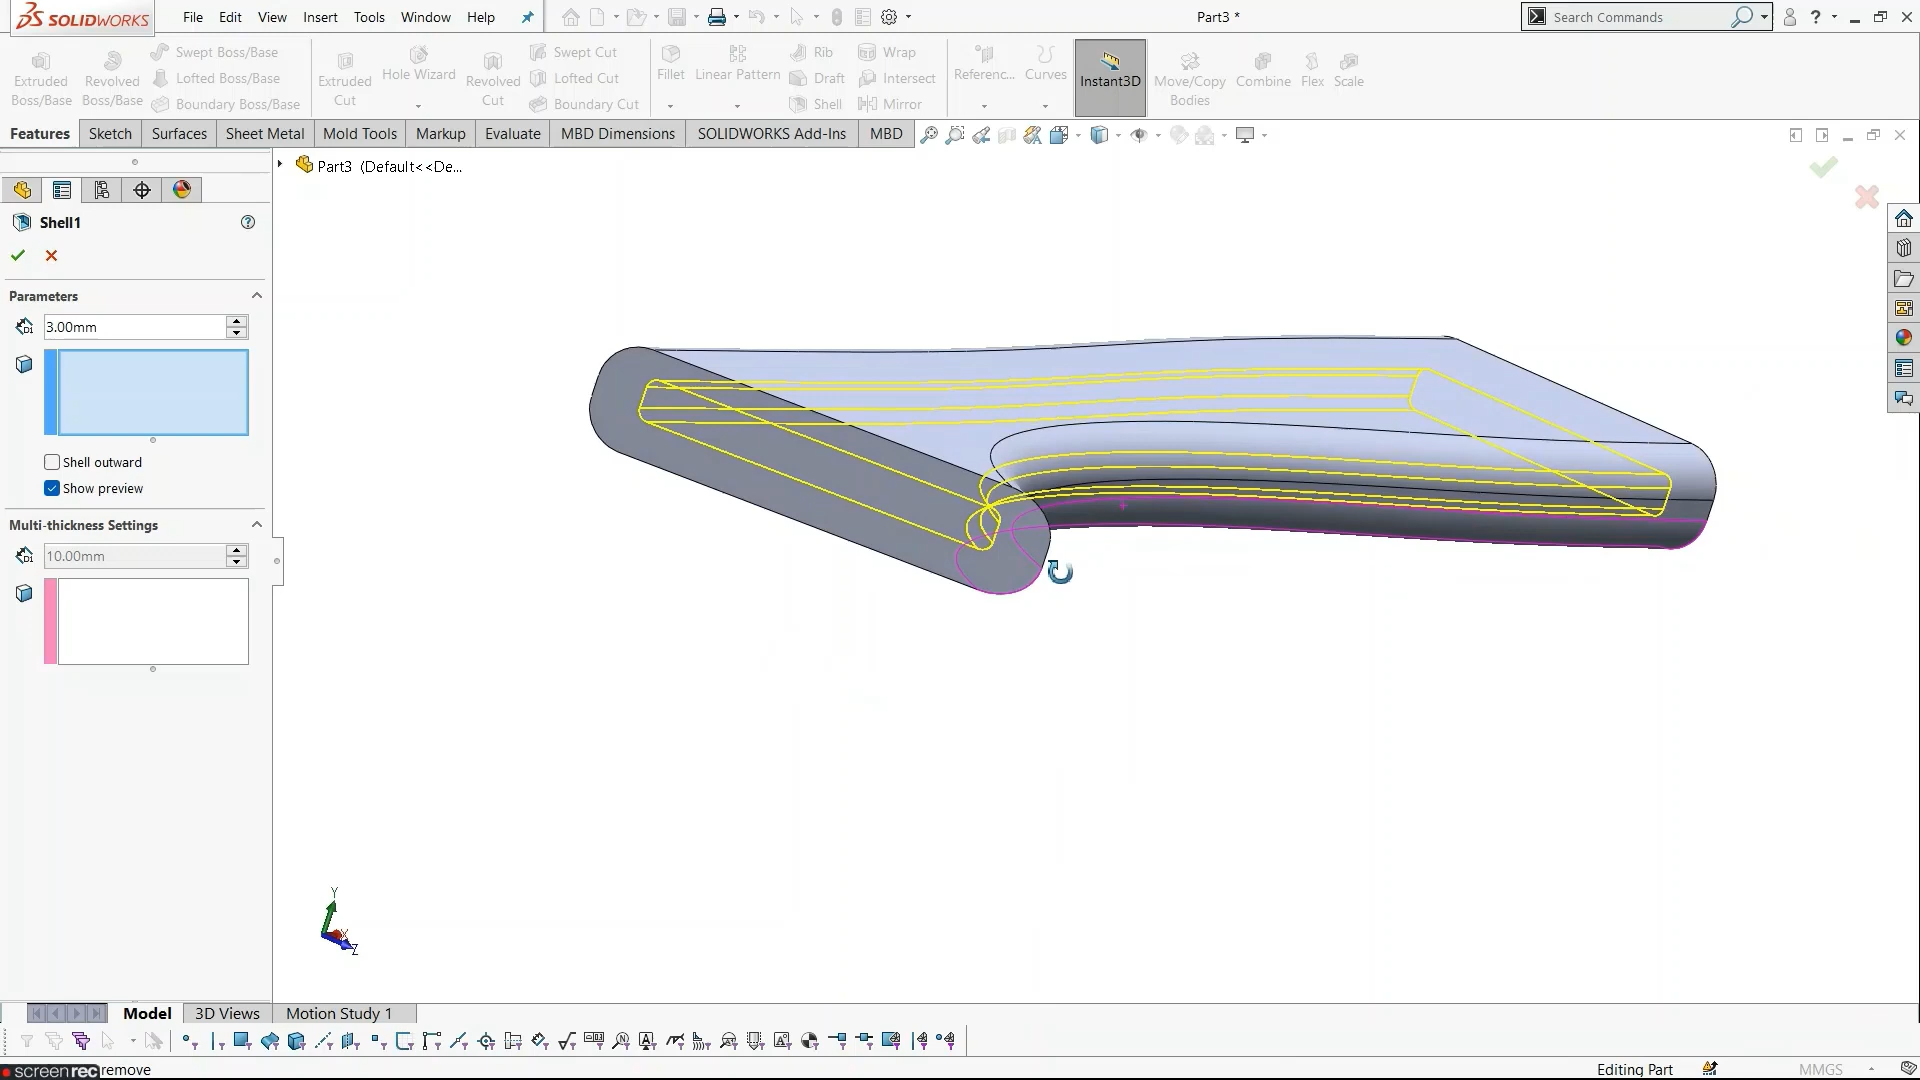 SOLIDWORKS File Edit View Insert Tools Window Help Part3 * Search Commands
Extruded Boss/Base
Revolved Boss/Base
Swept Boss/Base
Lofted Boss/Base
Boundary Boss/Base
Extruded Cut
Hole Wizard
Revolved Cut
Swept Cut
Lofted Cut
Boundary Cut
Fillet
Linear Pattern
Rib
Draft
Shell
Wrap
Intersect
Mirror
Referenc...
Curves
Instant3D
Move/Copy Bodies
Combine
Flex
Scale
Features Sketch Surfaces Sheet Metal Mold Tools Markup Evaluate MBD Dimensions SOLIDWORKS Add-Ins MBD
Part3 (Default<<De...
Shell1
Parameters
3.00mm
Shell outward
Show preview
Multi-thickness Settings
10.00mm
Y
X
Z
Model 3D Views Motion Study 1
screenrec remove Editing Part MMGS